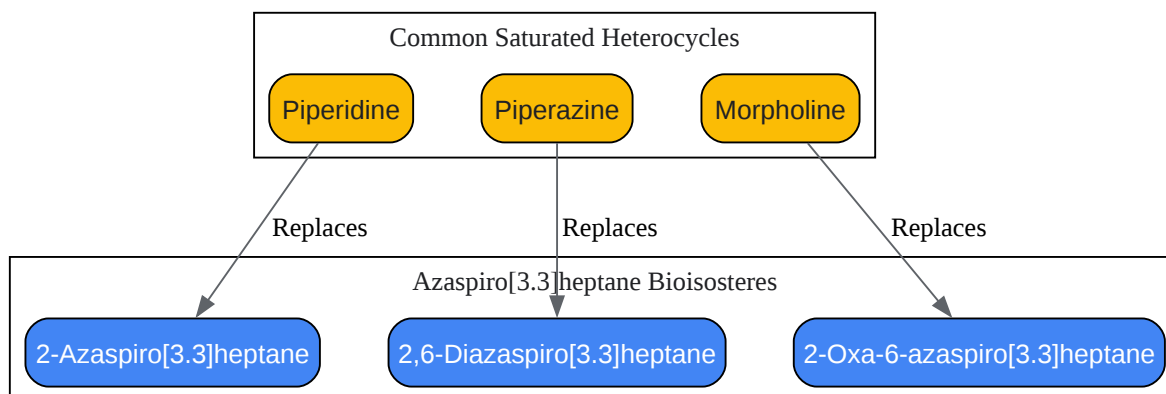 Common Saturated Heterocycles
Piperidine
Piperazine
Morpholine
Replaces
Replaces
Replaces
Azaspiro[3.3]heptane Bioisosteres
2-Azaspiro[3.3]heptane
2,6-Diazaspiro[3.3]heptane
2-Oxa-6-azaspiro[3.3]heptane